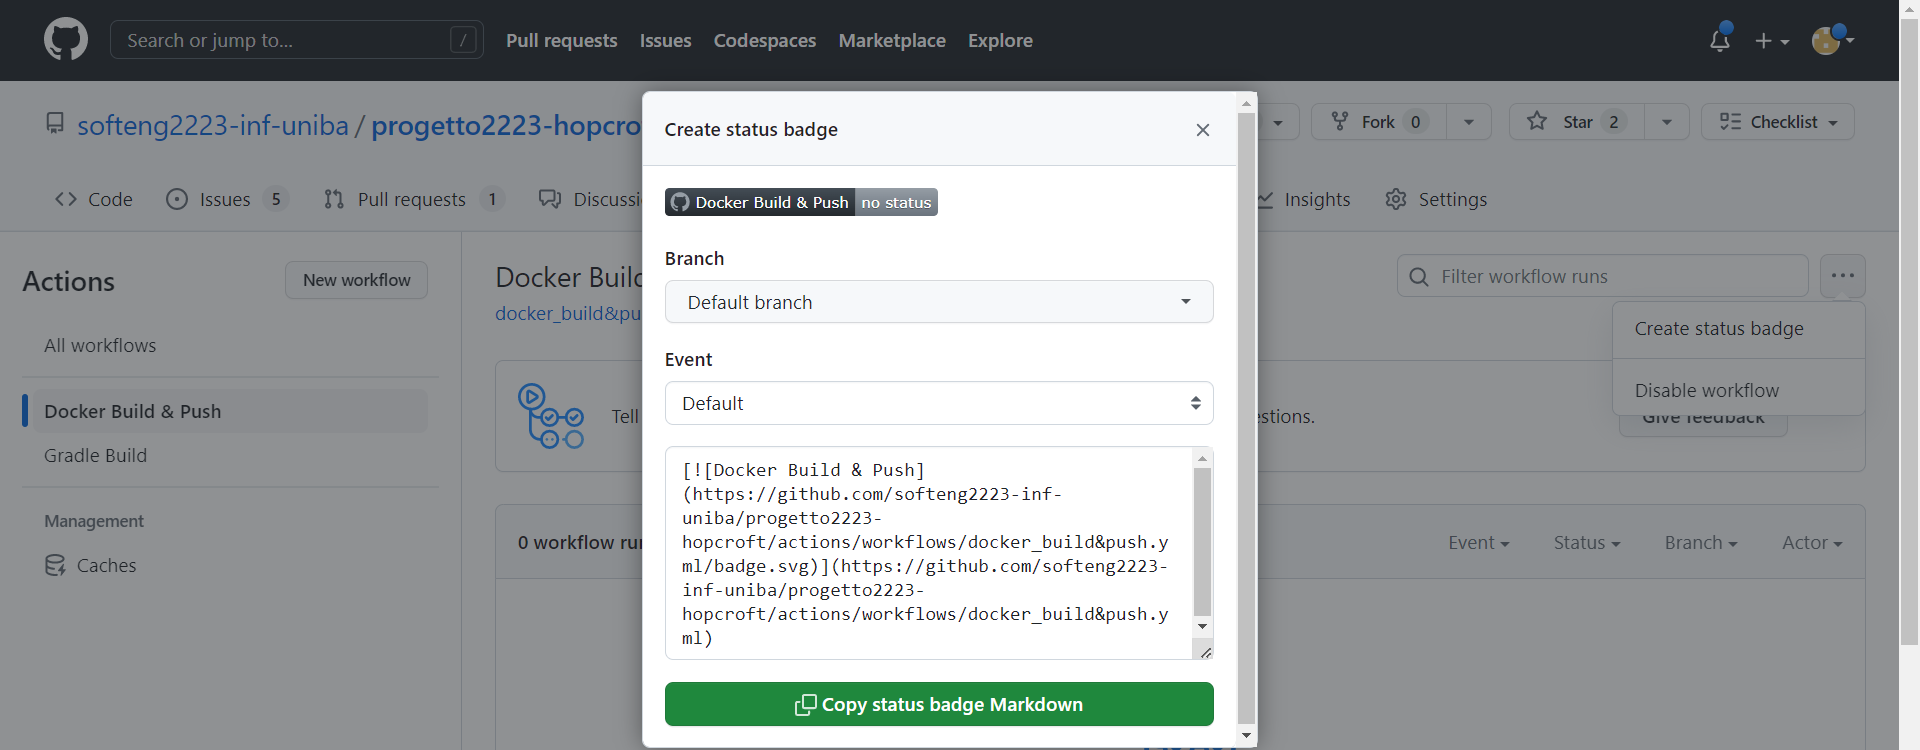 Search or jump to...
/
Pull requests
Issues
Codespaces
Marketplace
Explore
softeng2223-inf-uniba / progetto2223-hopcro
Fork 0
Star 2
Checklist
Code
Issues 5
Pull requests 1
Discussi
Insights
Settings
Actions
New workflow
All workflows
Docker Build & Push
Gradle Build
Management
Caches
Docker Build
docker_build&pu
Filter workflow runs
Create status badge
Disable workflow
Tell
estions.
Give feedback
0 workflow ru
Event
Status
Branch
Actor
Create status badge
Docker Build & Push no status
Branch
Default branch
Event
Default
[![Docker Build & Push]
(https://github.com/softeng2223-inf-
uniba/progetto2223-
hopcroft/actions/workflows/docker_build&push.y
ml/badge.svg)](https://github.com/softeng2223-
inf-uniba/progetto2223-
hopcroft/actions/workflows/docker_build&push.y
ml)
Copy status badge Markdown